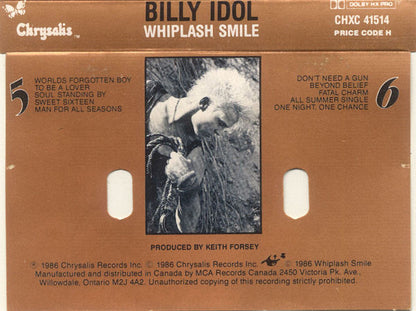 Chrysalis
BILLY IDOL
WHIPLASH SMILE
DOLBY HX PRO
CHXC 41514
PRICE CODE H
5
WORLDS FORGOTTEN BOY
TO BE A LOVER
SOUL STANDING BY
SWEET SIXTEEN
MAN FOR ALL SEASONS
DON'T NEED A GUN
BEYOND BELIEF
FATAL CHARM
ALL SUMMER SINGLE
ONE NIGHT, ONE CHANCE
6
PRODUCED BY KEITH FORSEY
℗ 1986 Chrysalis Records Inc. © 1986 Chrysalis Records Inc. © 1986 Whiplash Smile
Manufactured and distributed in Canada by MCA Records Canada 2450 Victoria Pk. Ave.,
Willowdale, Ontario M2J 4A2. Unauthorized copying of this recording strictly prohibited.